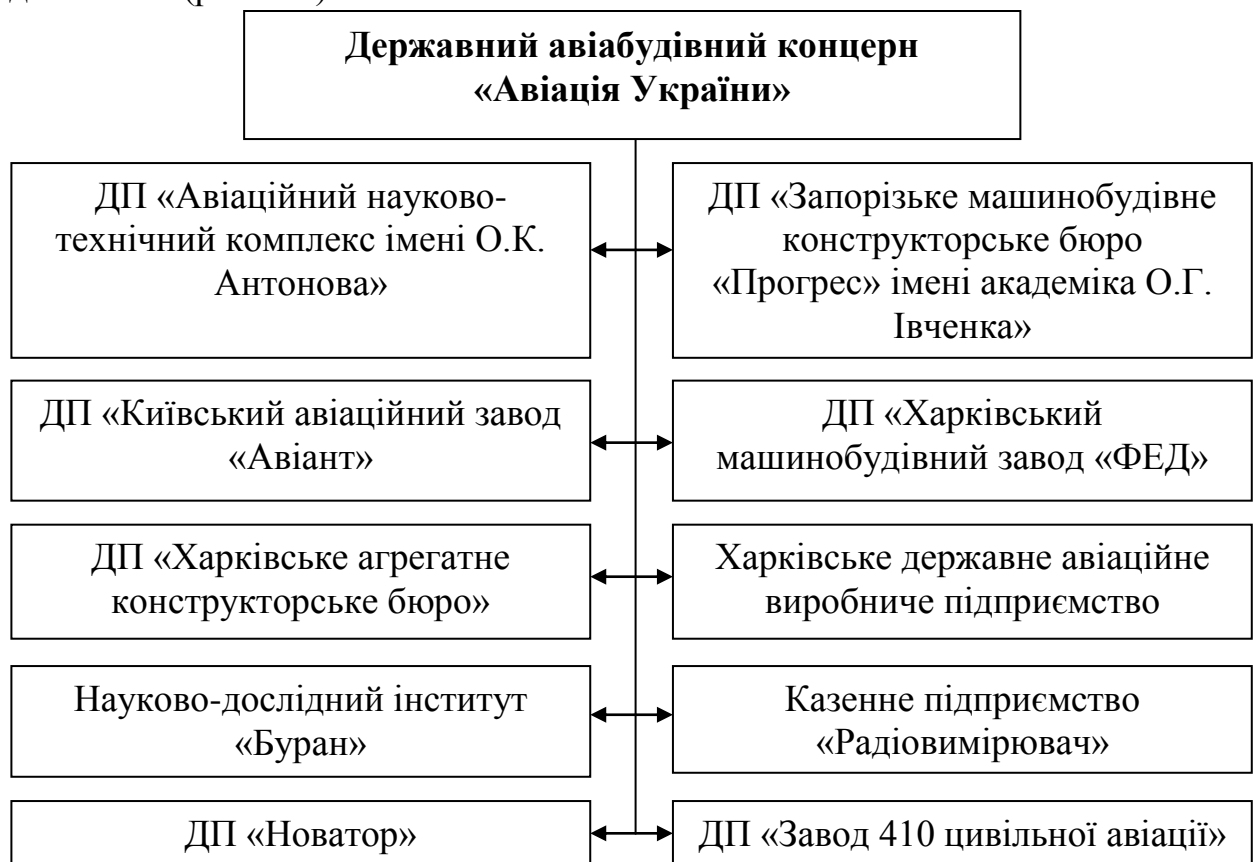 Державний авіабудівний концерн
«Авіація України»
ДП «Авіаційний науково-
технічний комплекс імені О.К.
Антонова»
ДП «Запорізьке машинобудівне
конструкторське бюро
«Прогрес» імені академіка О.Г.
Івченка»
ДП «Київський авіаційний завод
«Авіант»
ДП «Харківський
машинобудівний завод «ФЕД»
ДП «Харківське агрегатне
конструкторське бюро»
Харківське державне авіаційне
виробниче підприємство
Науково-дослідний інститут
«Буран»
Казенне підприємство
«Радіовимірювач»
ДП «Новатор»
ДП «Завод 410 цивільної авіації»